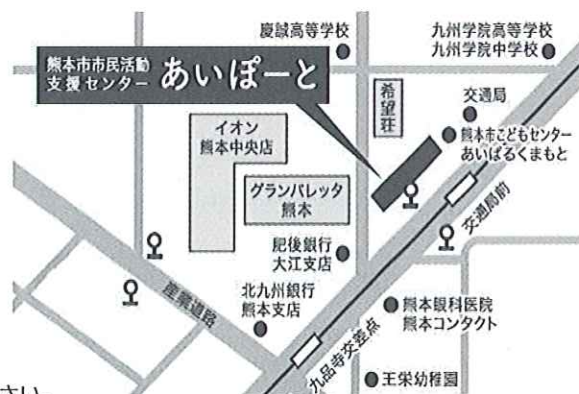 慶誠高等学校
九州学院高等学校
九州学院中学校
熊本市市民活動
支援センター あいぽーと
希望荘
交通局
熊本市こどもセンター
あいぱるくまもと
イオン
熊本中央店
グランパレッタ
熊本
交通局前
肥後銀行
大江支店
産業道路
北九州銀行
熊本支店
熊本眼科医院
熊本コンタクト
九品寺交差点
王栄幼稚園
さい